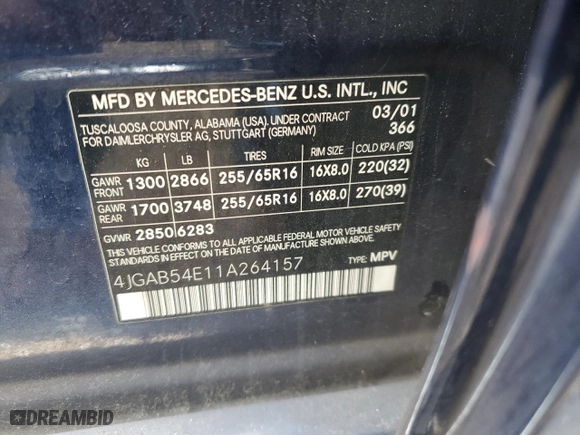 MFD BY MERCEDES-BENZ U.S. INTL., INC
TUSCALOOSA COUNTY, ALABAMA (USA). UNDER CONTRACT 03/01
FOR DAIMLERCHRYSLER AG, STUTTGART (GERMANY) 366
KG LB TIRES RIM SIZE COLD KPA (PSI)
GAWR FRONT 1300 2866 255/65R16 16X8.0 220(32)
GAWR REAR 1700 3748 255/65R16 16X8.0 270(39)
GVWR 2850 6283
THIS VEHICLE CONFORMS TO ALL APPLICABLE FEDERAL MOTOR VEHICLE
SAFETY STANDARDS IN EFFECT ON THE DATE OF
MANUFACTURE SHOWN ABOVE.
4JGAB54E11A264157 TYPE: MPV
DREAMBID